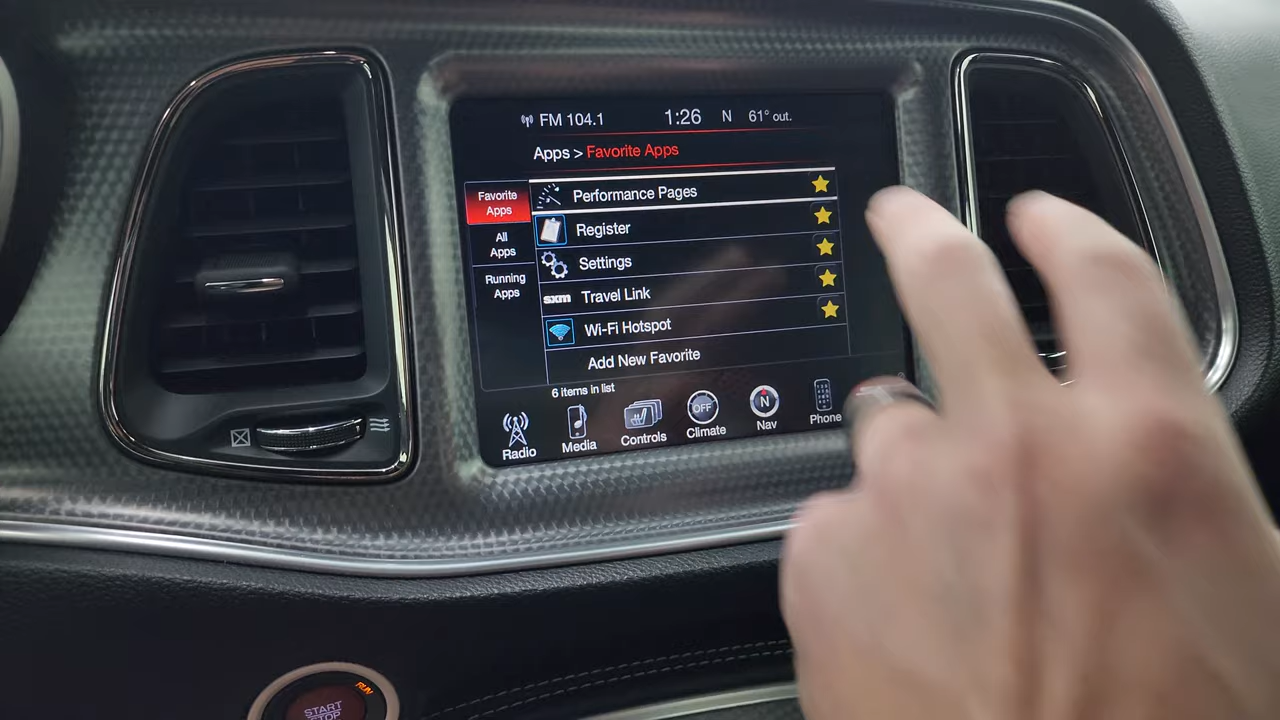 FM 104.1 1:26 N 61° out.
Apps > Favorite Apps
Favorite
Apps
All
Apps
Running
Apps
Performance Pages
Register
Settings
sxm Travel Link
Wi-Fi Hotspot
Add New Favorite
6 items in list
OFF N
Radio Media Controls Climate Nav Phone
RUN
START
STOP